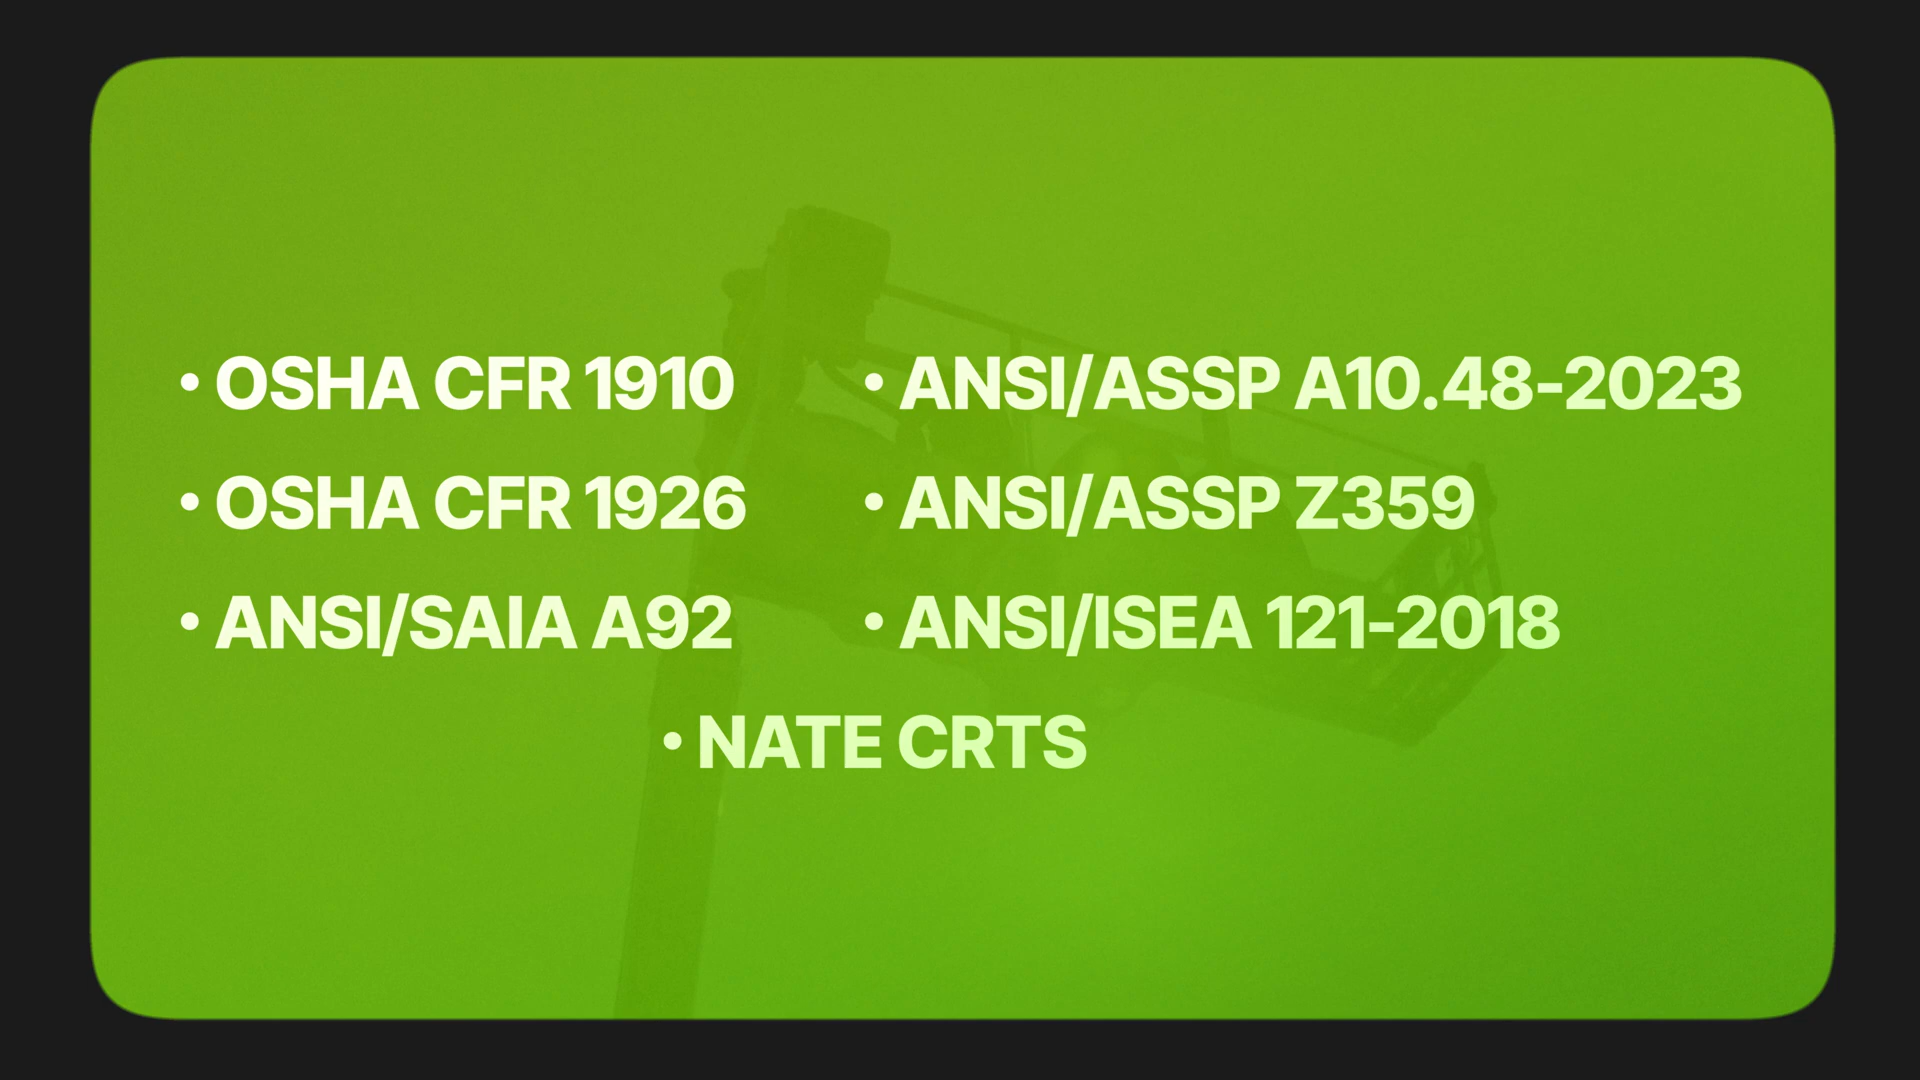 • OSHA CFR 1910
• OSHA CFR 1926
• ANSI/SAIA A92
• ANSI/ASSP A10.48-2023
• ANSI/ASSP Z359
• ANSI/ISEA 121-2018
• NATE CRTS